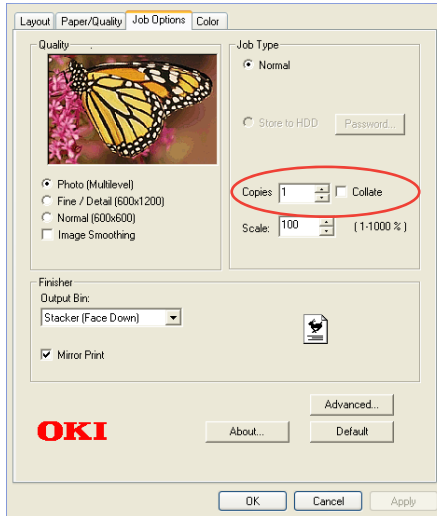 Layout Paper/Quality Job Options Color
Quality
Photo (Multilevel)
Fine / Detail (600x1200)
Normal (600x600)
Image Smoothing
Job Type
Normal
Store to HDD Password...
Copies 1 Collate
Scale: 100 (1-1000 %)
Finisher
Output Bin:
Stacker (Face Down)
Mirror Print
Advanced...
OKI About... Default
OK Cancel Apply